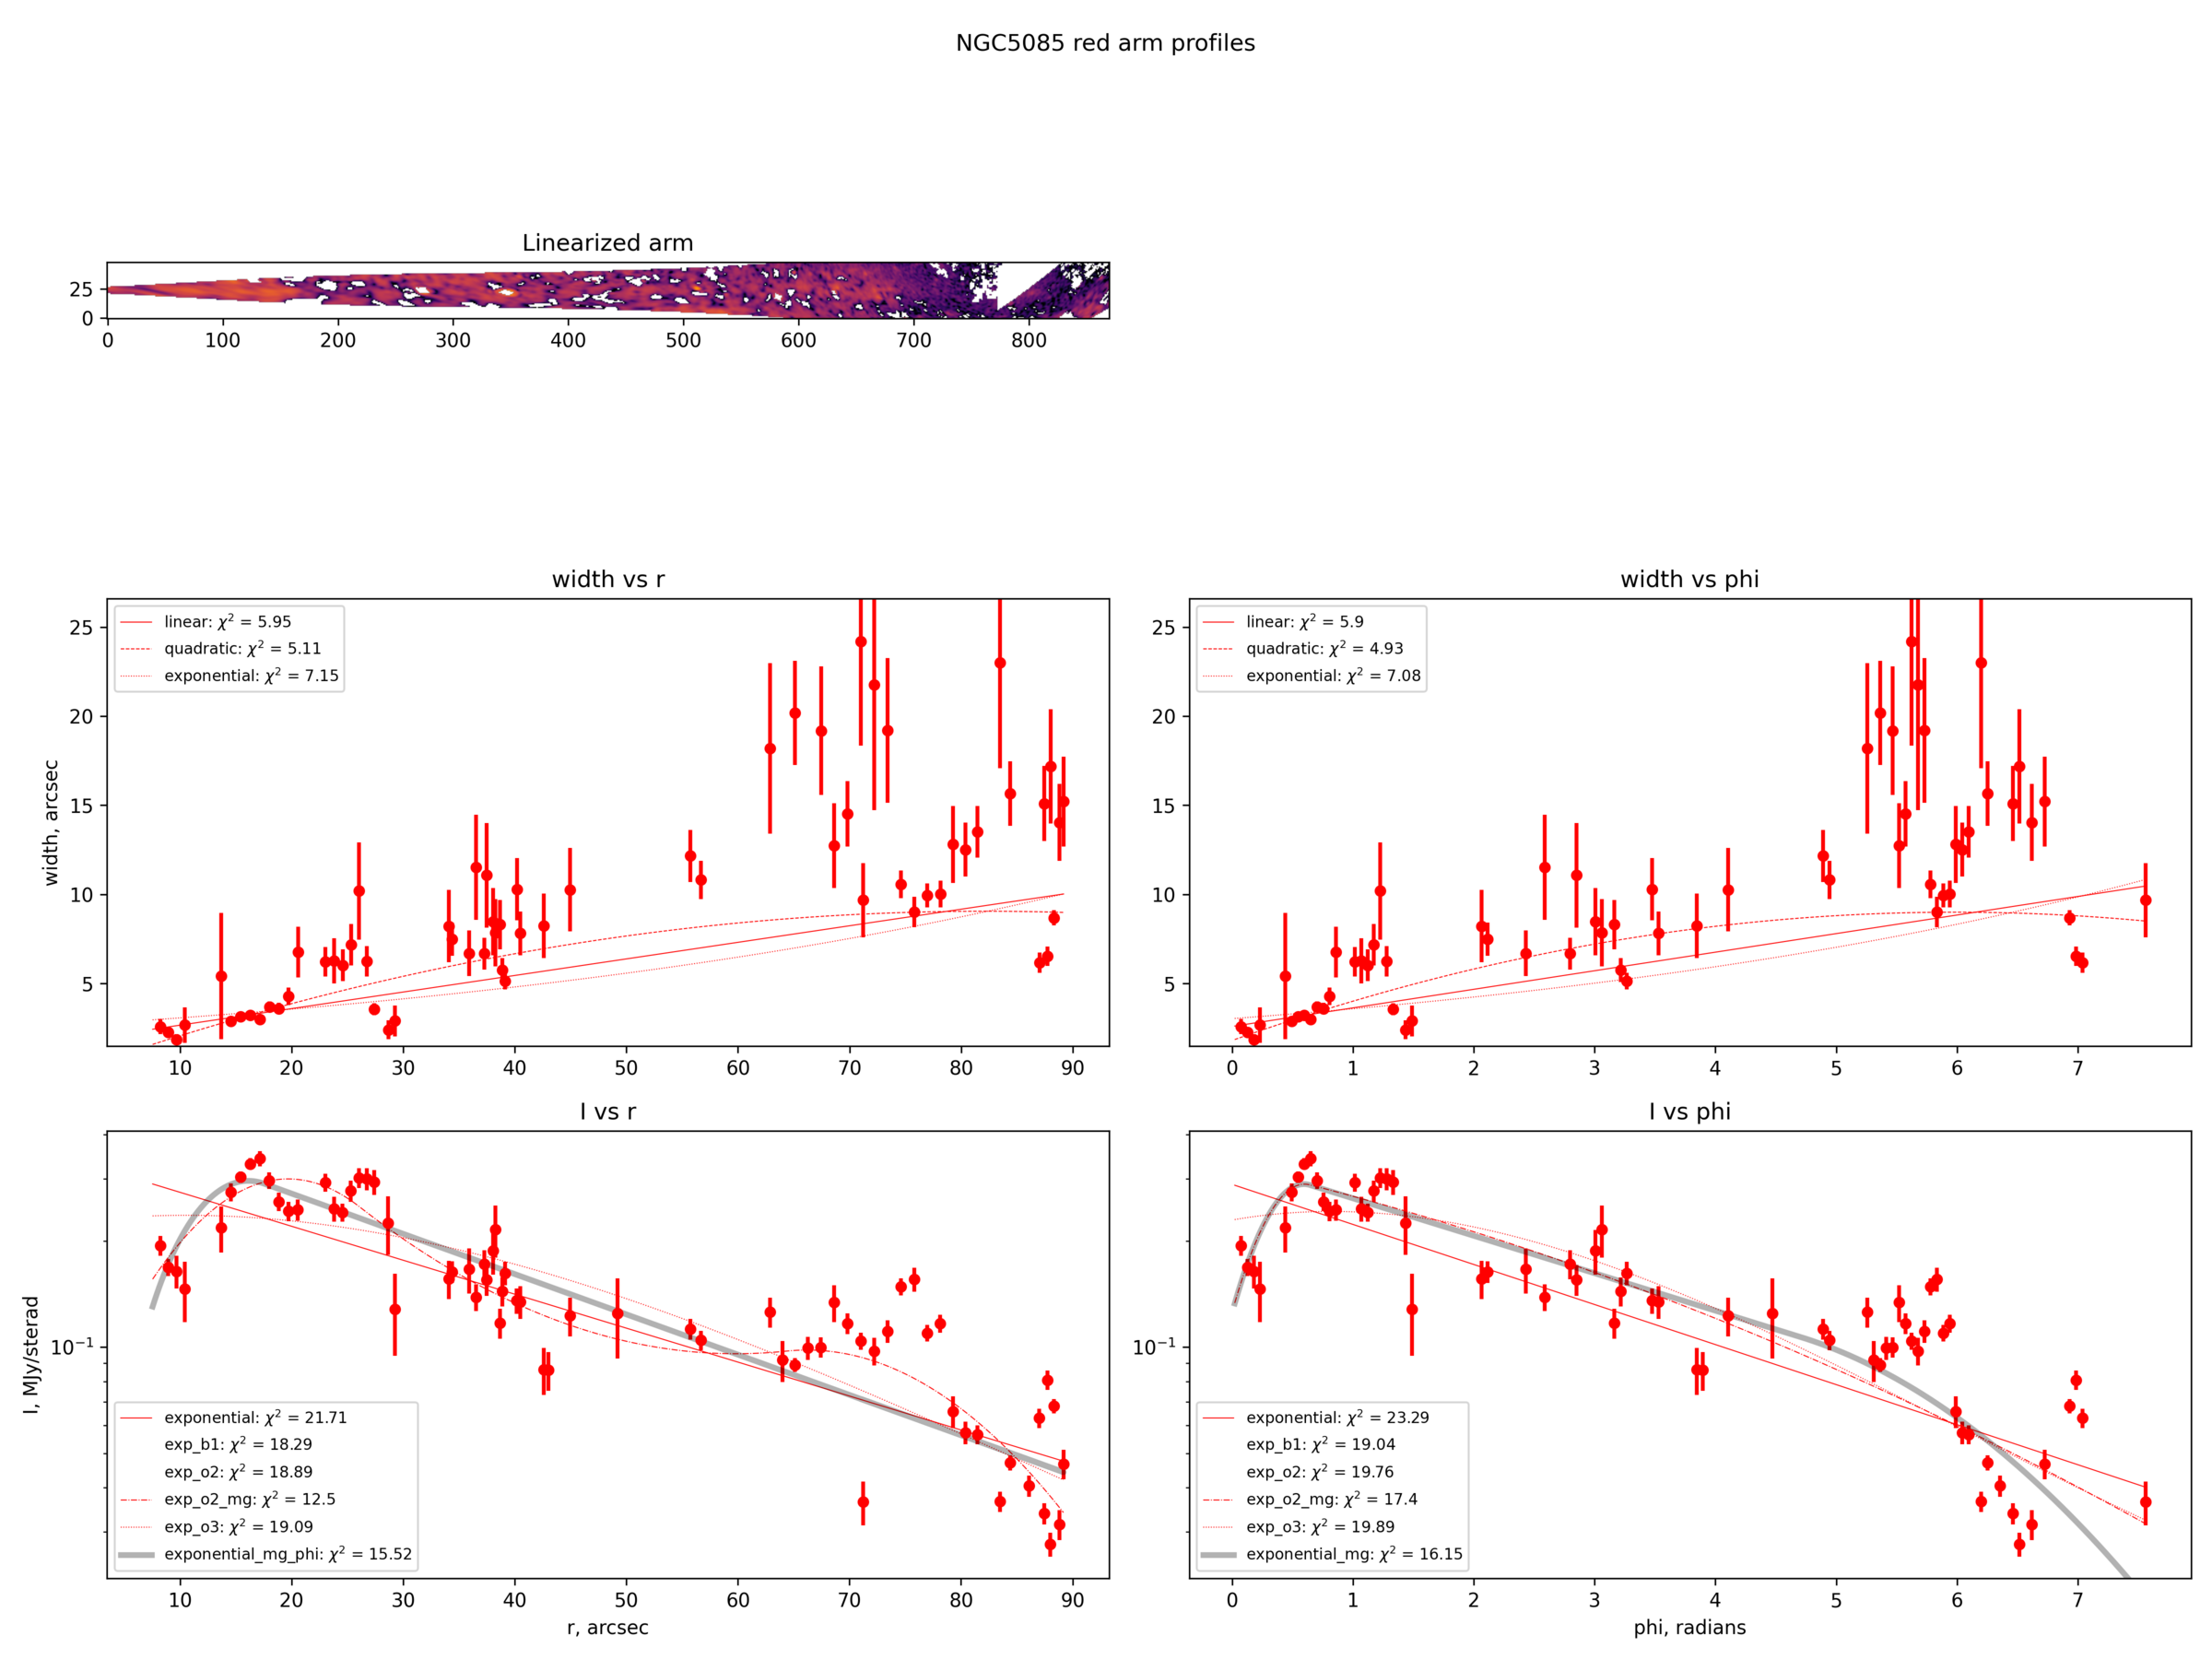 NGC5085 red arm profiles
Linearized arm
25
0
0 100 200 300 400 500 600 700 800
width vs r
linear: χ² = 5.95
quadratic: χ² = 5.11
exponential: χ² = 7.15
width, arcsec
25
20
15
10
5
10 20 30 40 50 60 70 80 90
width vs phi
linear: χ² = 5.9
quadratic: χ² = 4.93
exponential: χ² = 7.08
25
20
15
10
5
0 1 2 3 4 5 6 7
I vs r
I, MJy/sterad
10⁻¹
exponential: χ² = 21.71
exp_b1: χ² = 18.29
exp_o2: χ² = 18.89
exp_o2_mg: χ² = 12.5
exp_o3: χ² = 19.09
exponential_mg_phi: χ² = 15.52
10 20 30 40 50 60 70 80 90
r, arcsec
I vs phi
10⁻¹
exponential: χ² = 23.29
exp_b1: χ² = 19.04
exp_o2: χ² = 19.76
exp_o2_mg: χ² = 17.4
exp_o3: χ² = 19.89
exponential_mg: χ² = 16.15
0 1 2 3 4 5 6 7
phi, radians